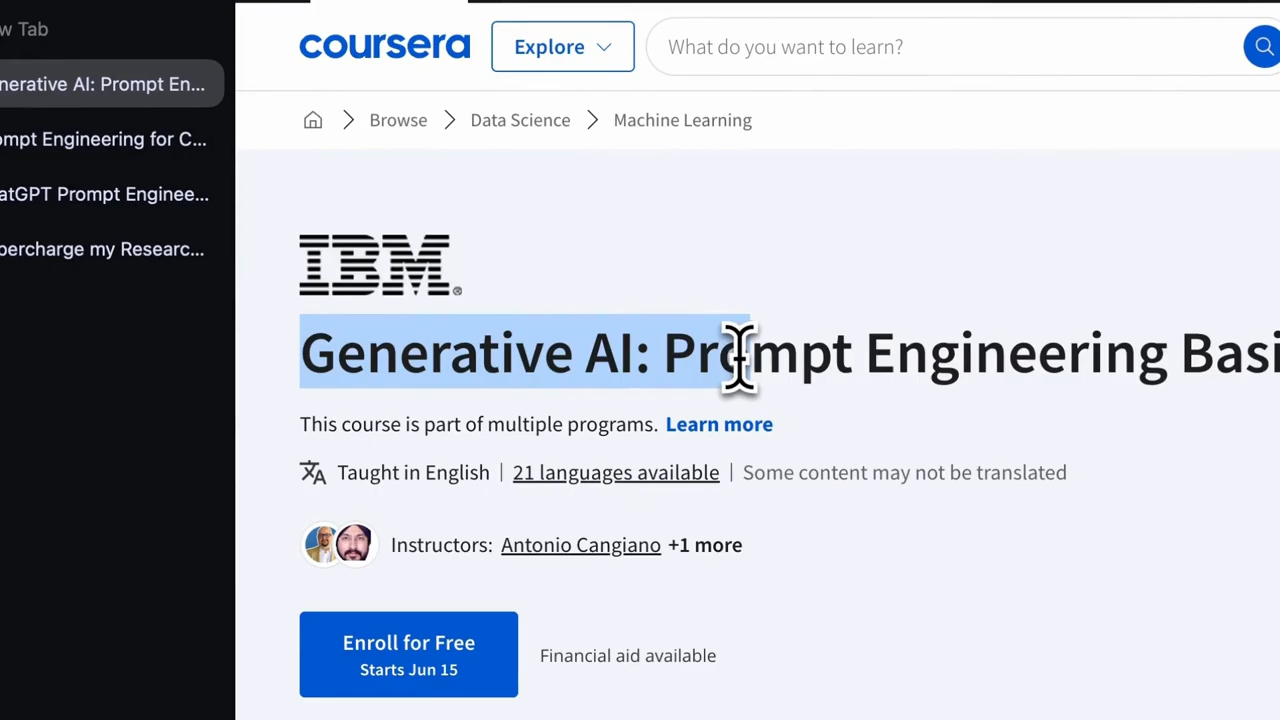 w Tab
nerative AI: Prompt En...
ompt Engineering for C...
atGPT Prompt Enginee...
percharge my Researc...
coursera
Explore
What do you want to learn?
Browse
Data Science
Machine Learning
IBM®
Generative AI: Prompt Engineering Basi
This course is part of multiple programs. Learn more
Taught in English | 21 languages available | Some content may not be translated
Instructors: Antonio Cangiano +1 more
Enroll for Free
Starts Jun 15
Financial aid available